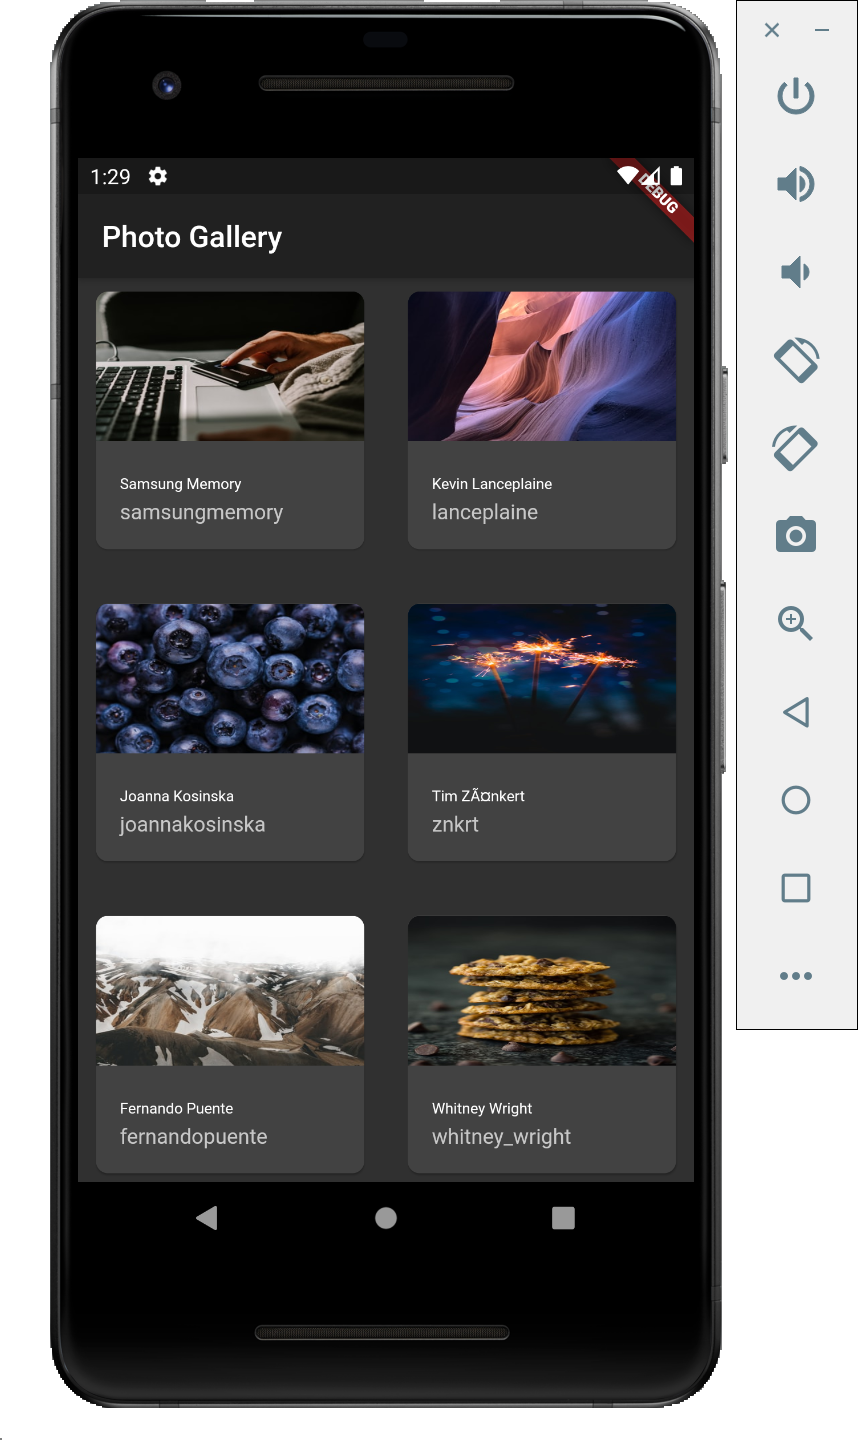 1:29
DEBUG
Photo Gallery
Samsung Memory
samsungmemory
Kevin Lanceplaine
lanceplaine
Joanna Kosinska
joannakosinska
Tim ZÃ¤nkert
znkrt
Fernando Puente
fernandopuente
Whitney Wright
whitney_wright